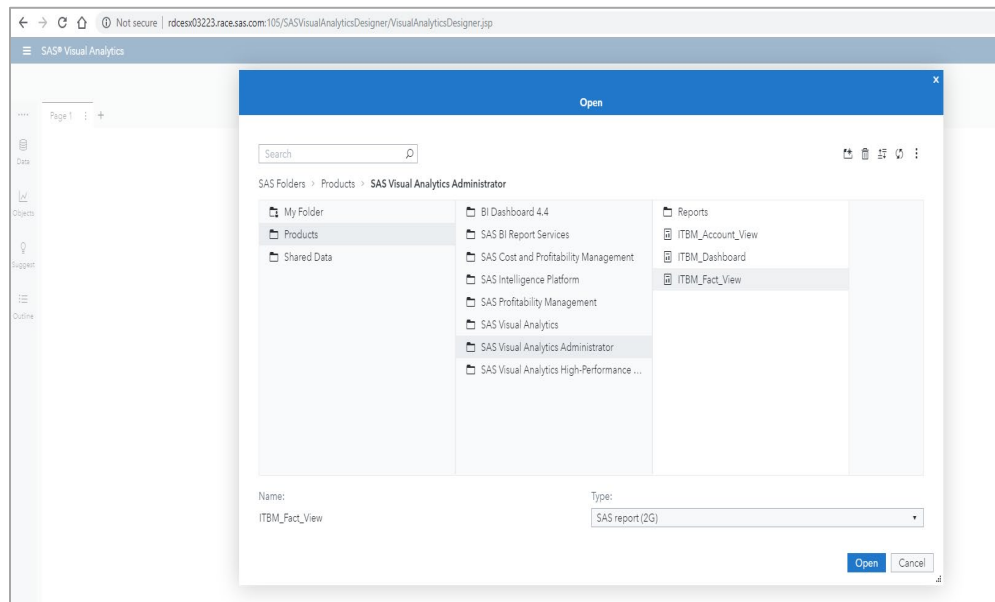 Not secure | rdcesx03223.race.sas.com:105/SASVisualAnalyticsDesigner/VisualAnalyticsDesigner.jsp
SAS® Visual Analytics
Page 1
Data
Objects
Suggest
Outline
Open
x
Search
SAS Folders > Products > SAS Visual Analytics Administrator
My Folder
Products
Shared Data
BI Dashboard 4.4
SAS BI Report Services
SAS Cost and Profitability Management
SAS Intelligence Platform
SAS Profitability Management
SAS Visual Analytics
SAS Visual Analytics Administrator
SAS Visual Analytics High-Performance ...
Reports
ITBM_Account_View
ITBM_Dashboard
ITBM_Fact_View
Name:
ITBM_Fact_View
Type:
SAS report (2G)
Open
Cancel